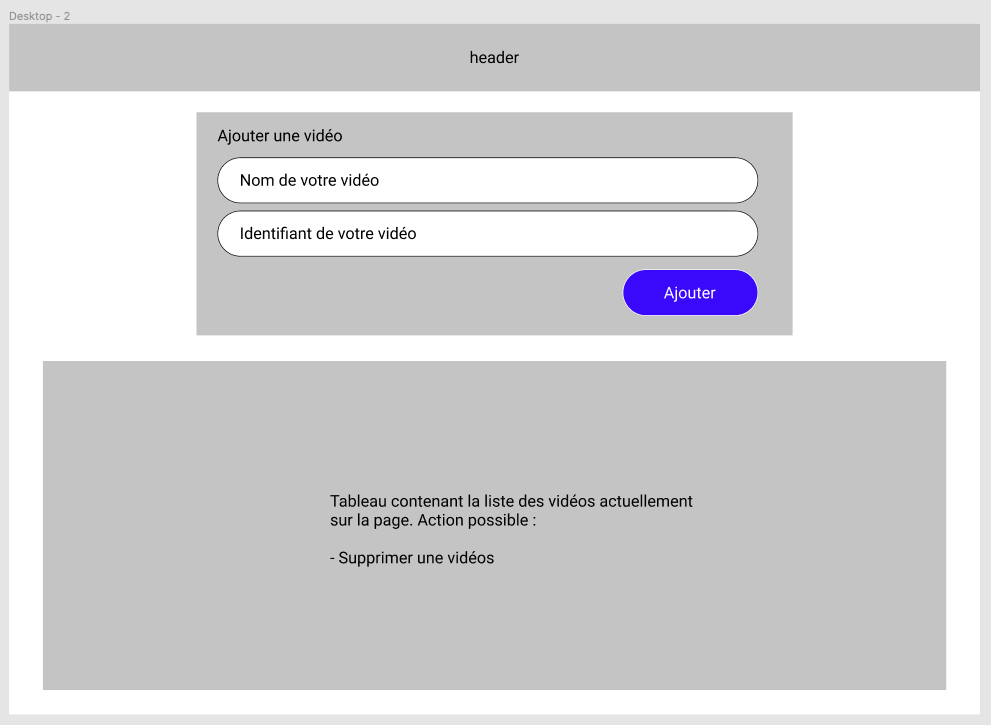 Desktop - 2
header
Ajouter une vidéo
Nom de votre vidéo
Identifiant de votre vidéo
Ajouter
Tableau contenant la liste des vidéos actuellement
sur la page. Action possible :
- Supprimer une vidéos